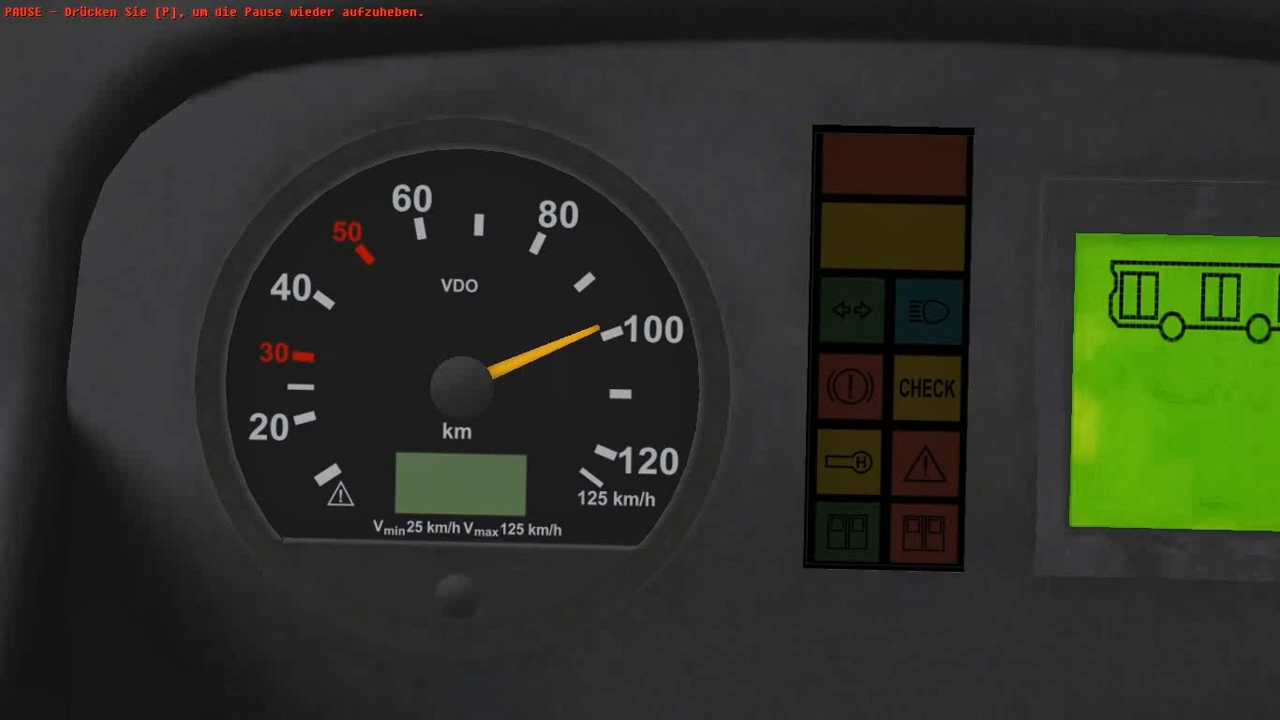 PAUSE - Drücken Sie [P], um die Pause wieder aufzuheben.
60
80
50
40
VDO
100
30
20
km
120
125 km/h
Vmin25 km/h Vmax125 km/h
CHECK
H